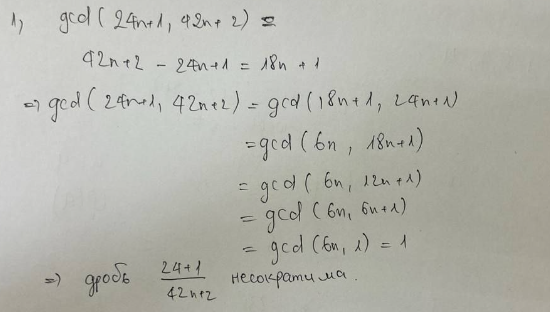 1, gcd(24n+1, 42n+2) =
42n+2 - 24n+1 = 18n+1
=> gcd(24n+1, 42n+2) = gcd(18n+1, 24n+1)
= gcd(6n, 18n+1)
= gcd(6n, 12n+1)
= gcd(6n, 6n+1)
= gcd(6n, 1) = 1
=> дробь 24+1/42n+2 несократима.